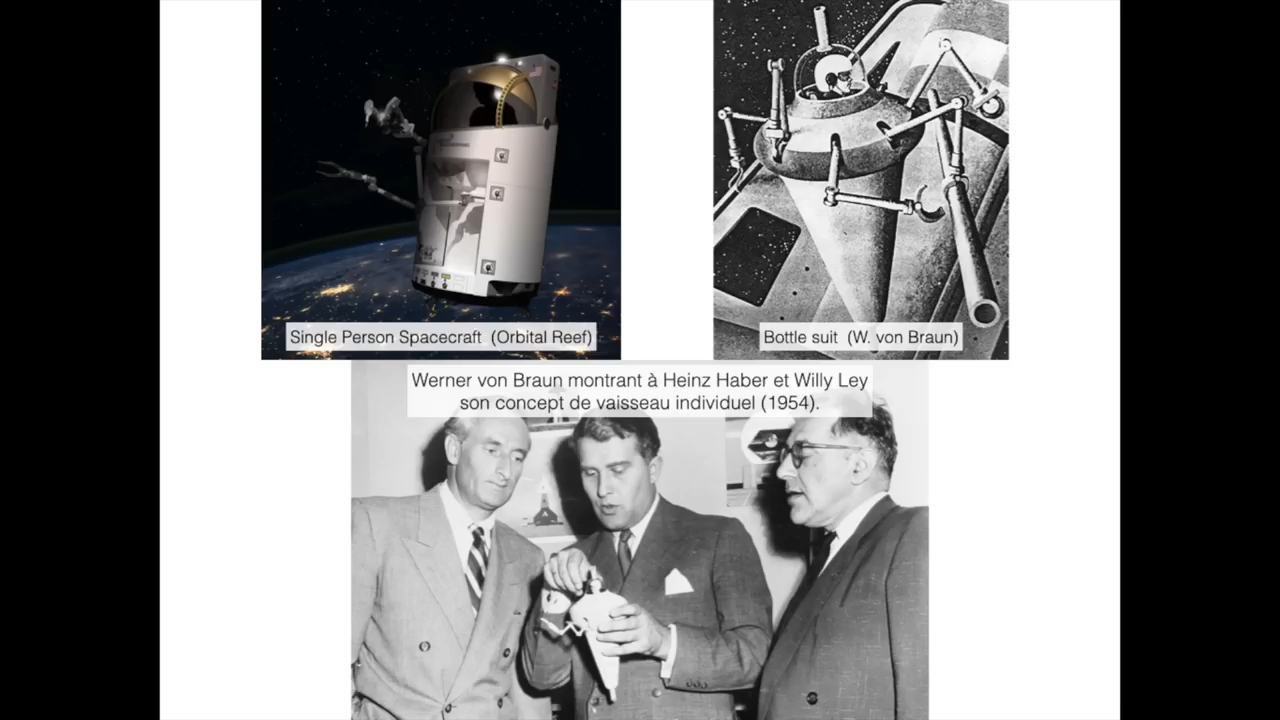 Single Person Spacecraft (Orbital Reef)
Bottle suit (W. von Braun)
Werner von Braun montrant à Heinz Haber et Willy Ley
son concept de vaisseau individuel (1954).